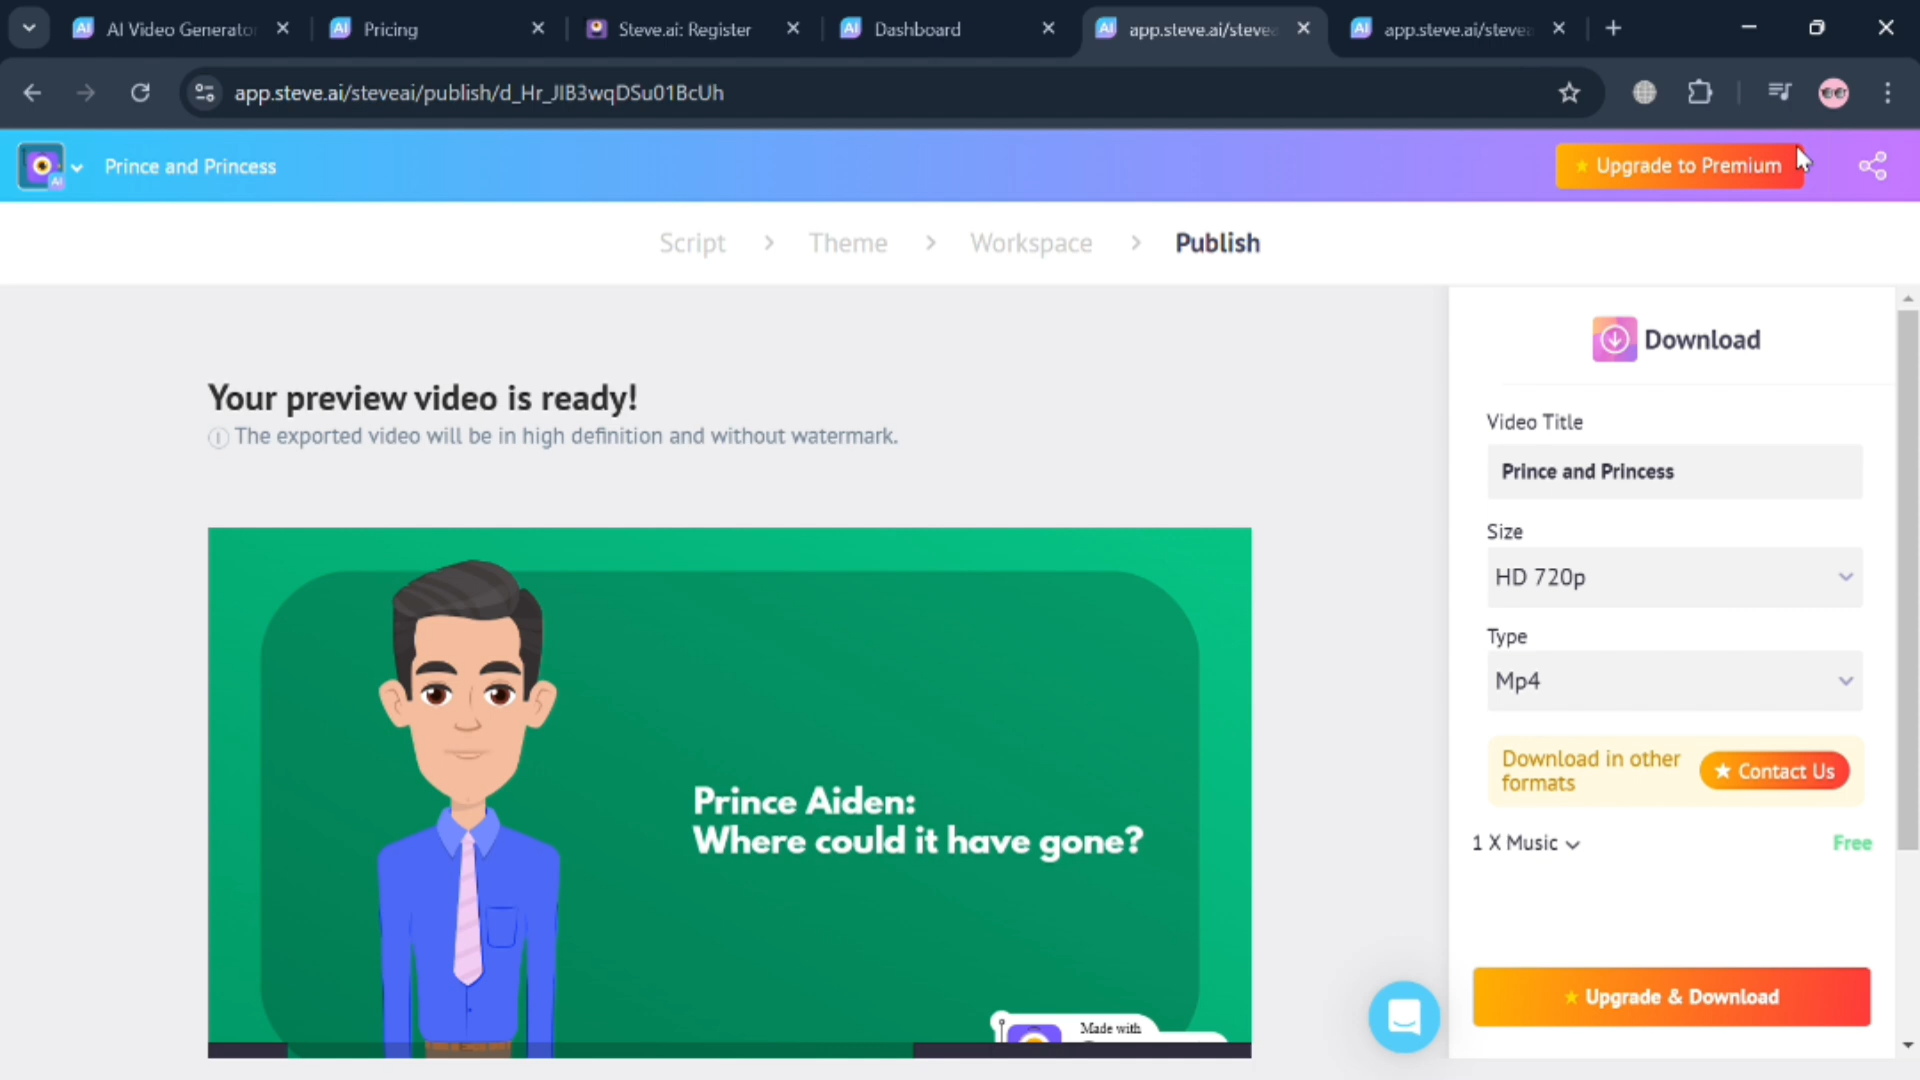 AI Video Generator
Pricing
Steve.ai: Register
Dashboard
app.steve.ai/stevea
app.steve.ai/stevea
app.steve.ai/steveai/publish/d_Hr_JIB3wqDSu01BcUh
AI
Prince and Princess
Upgrade to Premium
Script
Theme
Workspace
Publish
Download
Your preview video is ready!
The exported video will be in high definition and without watermark.
Video Title
Prince and Princess
Size
HD 720p
Type
Mp4
Download in other
formats
Contact Us
1 X Music
Free
Prince Aiden:
Where could it have gone?
Made with
Upgrade & Download